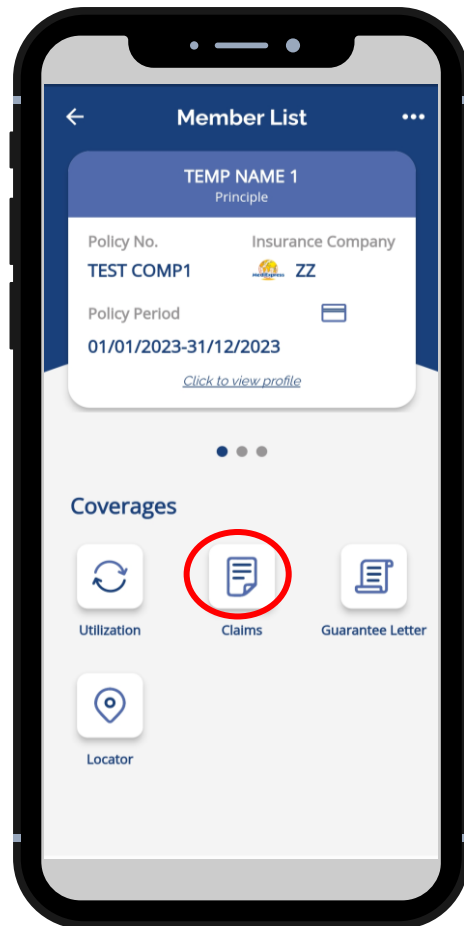 Member List
TEMP NAME 1
Principle
Policy No. Insurance Company
TEST COMP1 ZZ
Policy Period
01/01/2023-31/12/2023
Click to view profile
Coverages
Utilization Claims Guarantee Letter
Locator